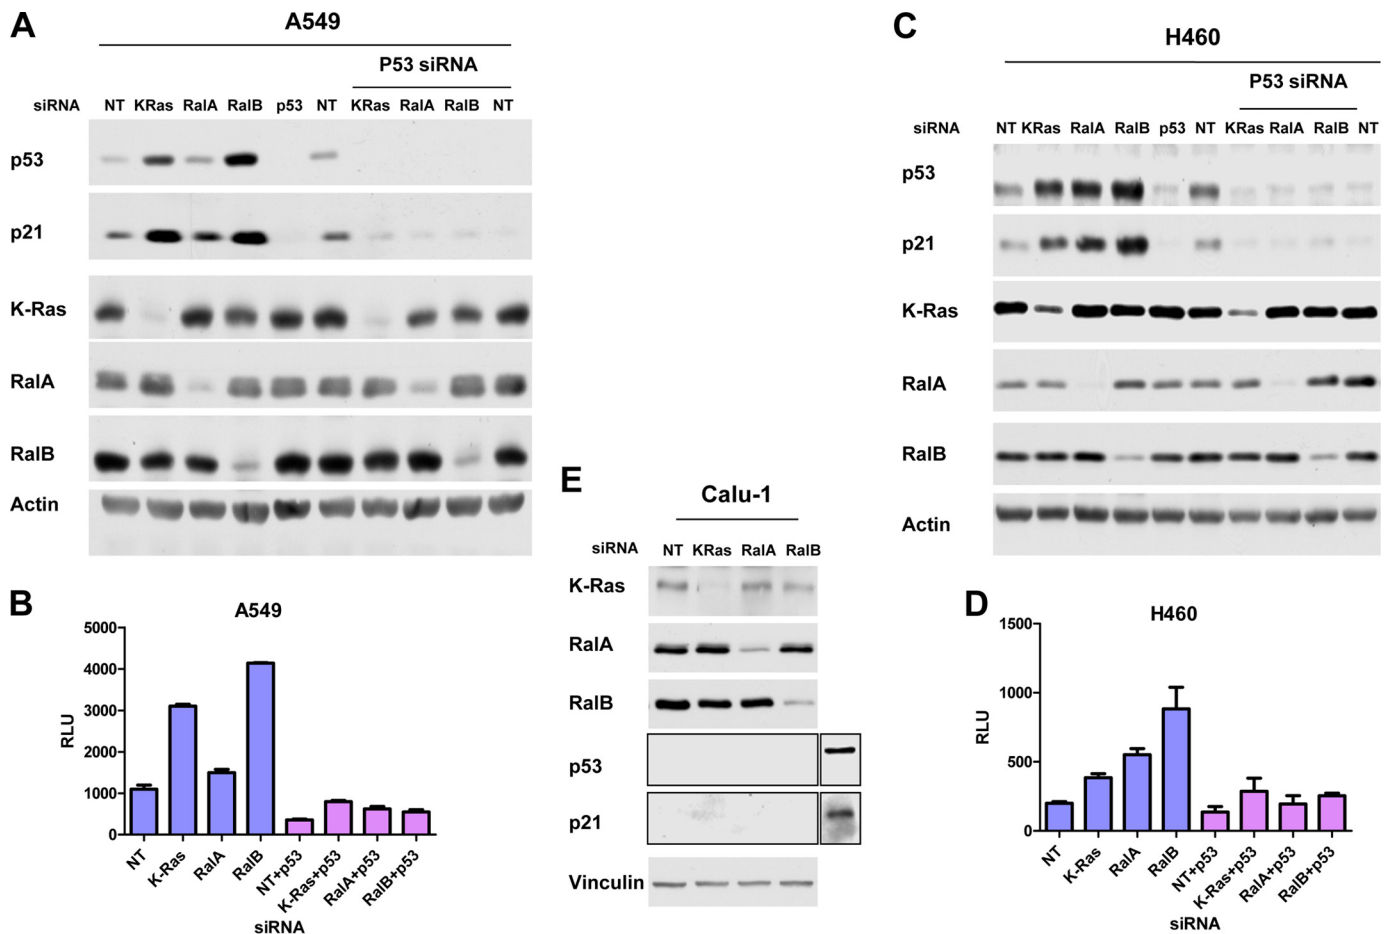 A
A549
P53 siRNA
siRNA NT KRas RalA RalB p53 NT KRas RalA RalB NT
p53
p21
K-Ras
RalA
RalB
Actin
B
A549
5000
4000
3000
2000
1000
0
RLU
NT
K-Ras
RalA
RalB
NT+p53
K-Ras+p53
RalA+p53
RalB+p53
siRNA
E
Calu-1
siRNA NT KRas RalA RalB
K-Ras
RalA
RalB
p53
p21
Vinculin
C
H460
P53 siRNA
siRNA NT KRas RalA RalB p53 NT KRas RalA RalB NT
p53
p21
K-Ras
RalA
RalB
Actin
D
H460
1500
1000
500
0
RLU
NT
K-Ras
RalA
RalB
NT+p53
K-Ras+p53
RalA+p53
RalB+p53
siRNA